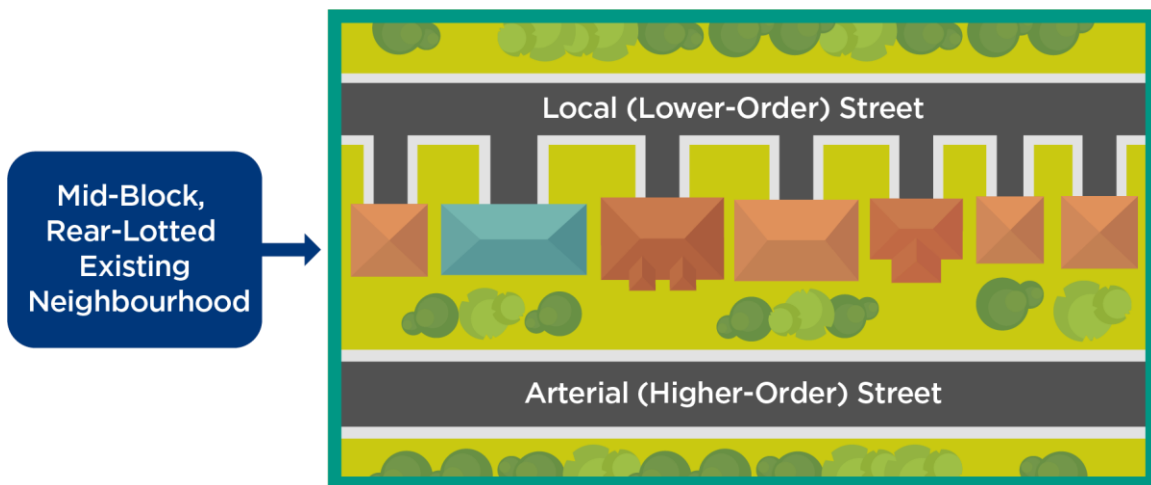 Local (Lower-Order) Street
Mid-Block,
Rear-Lotted
Existing
Neighbourhood
Arterial (Higher-Order) Street